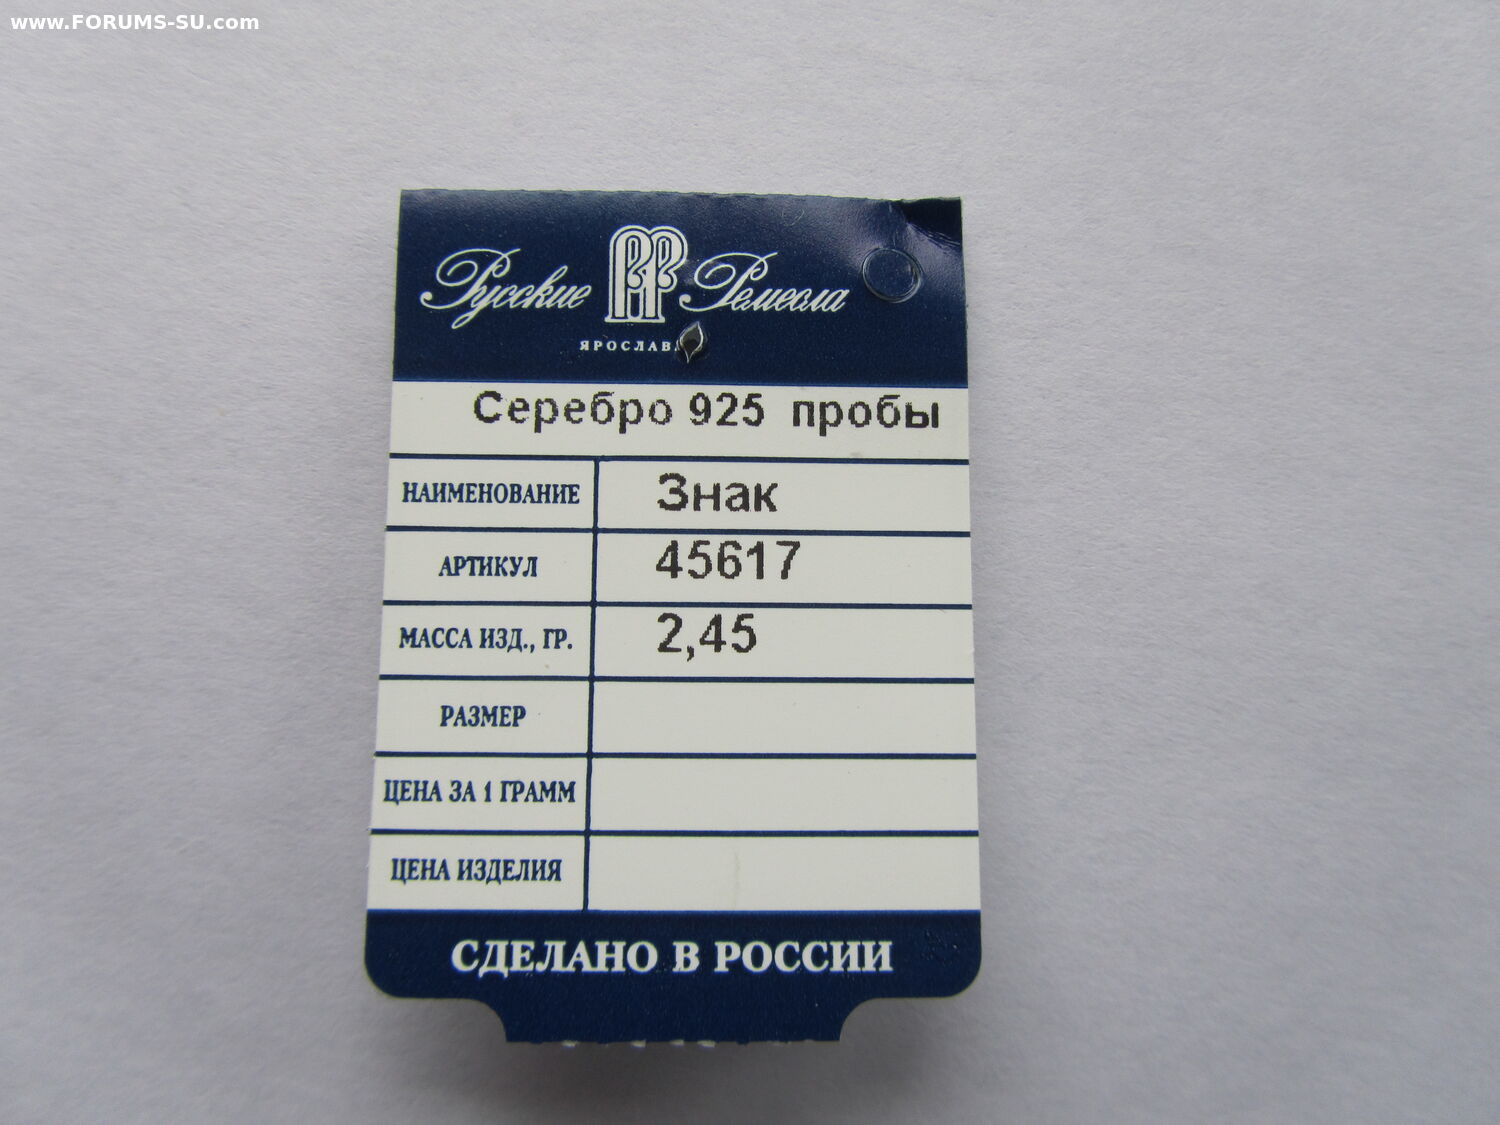 www.FORUMS-SU.com
Русские РР Ремесла
Серебро 925 пробы
НАИМЕНОВАНИЕ Знак
АРТИКУЛ 45617
МАССА ИЗД., ГР. 2,45
РАЗМЕР
ЦЕНА ЗА 1 ГРАММ
ЦЕНА ИЗДЕЛИЯ
СДЕЛАНО В РОССИИ